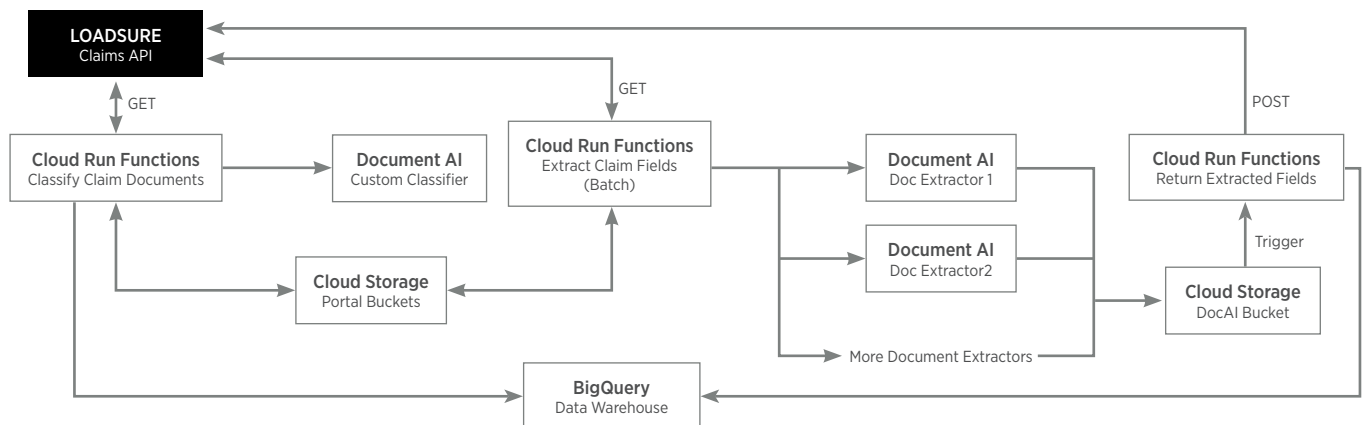 LOADSURE
Claims API
GET
GET
POST
Cloud Run Functions
Classify Claim Documents
Document AI
Custom Classifier
Cloud Run Functions
Extract Claim Fields
(Batch)
Document AI
Doc Extractor 1
Cloud Run Functions
Return Extracted Fields
Document AI
Doc Extractor2
Trigger
Cloud Storage
Portal Buckets
Cloud Storage
DocAI Bucket
More Document Extractors
BigQuery
Data Warehouse